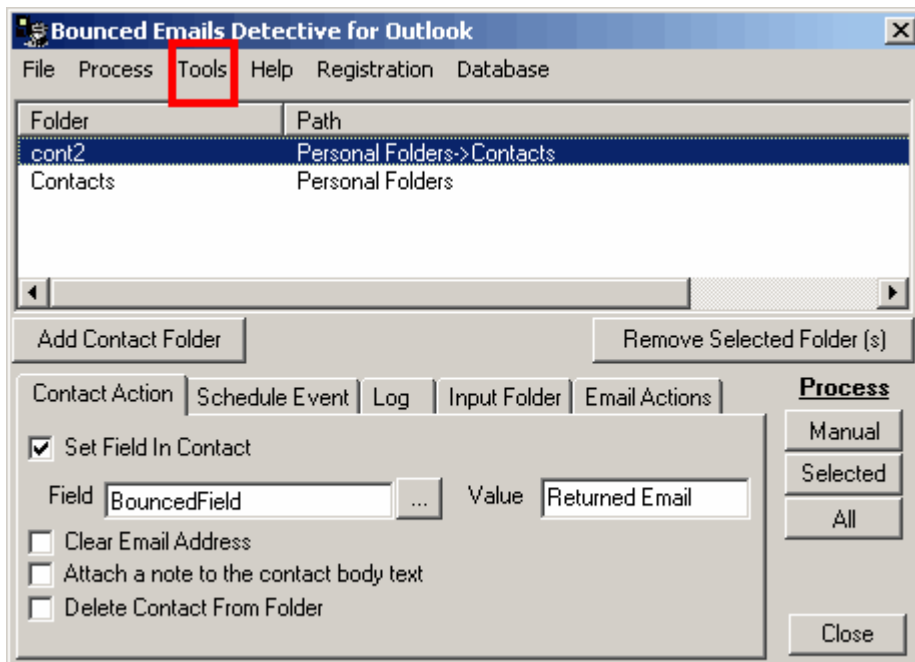 Bounced Emails Detective for Outlook
File Process Tools Help Registration Database
Folder Path
cont2 Personal Folders->Contacts
Contacts Personal Folders
Add Contact Folder Remove Selected Folder (s)
Contact Action Schedule Event Log Input Folder Email Actions Process
Manual
Set Field In Contact
Selected
Field BouncedField ... Value Returned Email
All
Clear Email Address
Attach a note to the contact body text
Delete Contact From Folder
Close